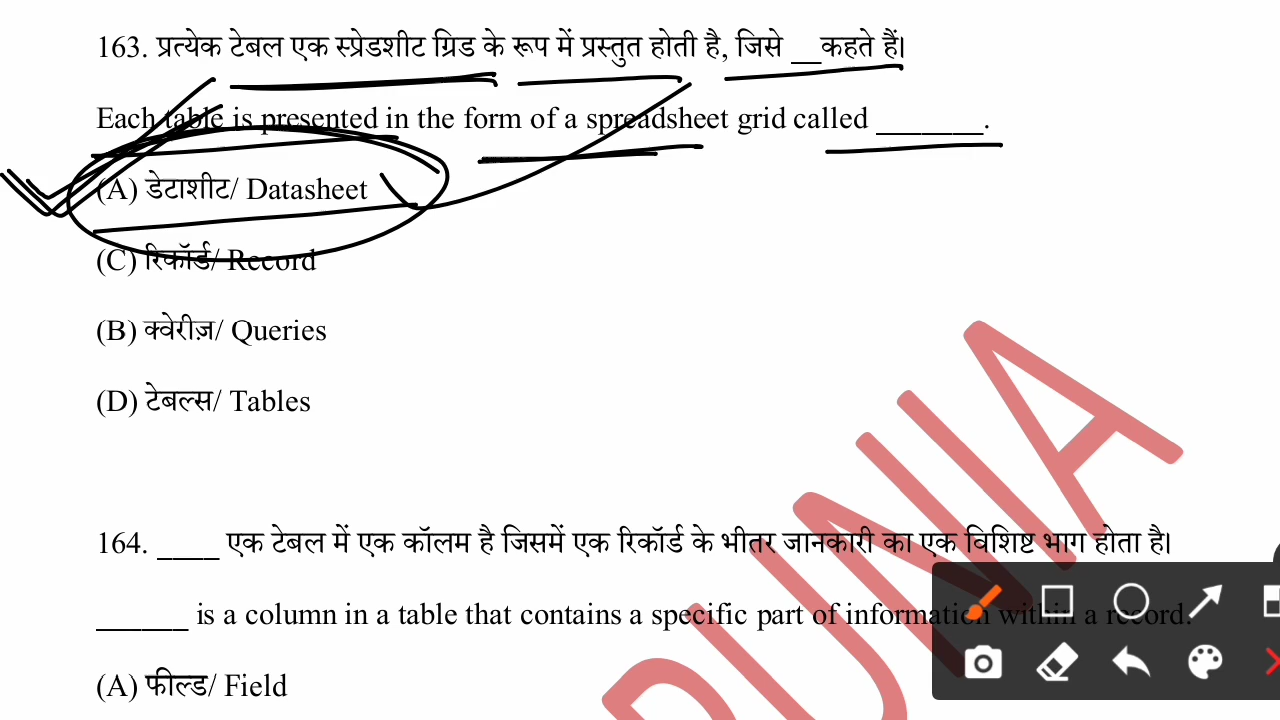 163. प्रत्येक टेबल एक स्प्रेडशीट ग्रिड के रूप में प्रस्तुत होती है, जिसे __कहते हैं।
Each table is presented in the form of a spreadsheet grid called _______.
(A) डेटाशीट/ Datasheet
(C) रिकॉर्ड/ Record
(B) क्वेरीज़/ Queries
(D) टेबल्स/ Tables
164. ____ एक टेबल में एक कॉलम है जिसमें एक रिकॉर्ड के भीतर जानकारी का एक विशिष्ट भाग होता है।
______ is a column in a table that contains a specific part of information within a record.
(A) फील्ड/ Field
PUNIA